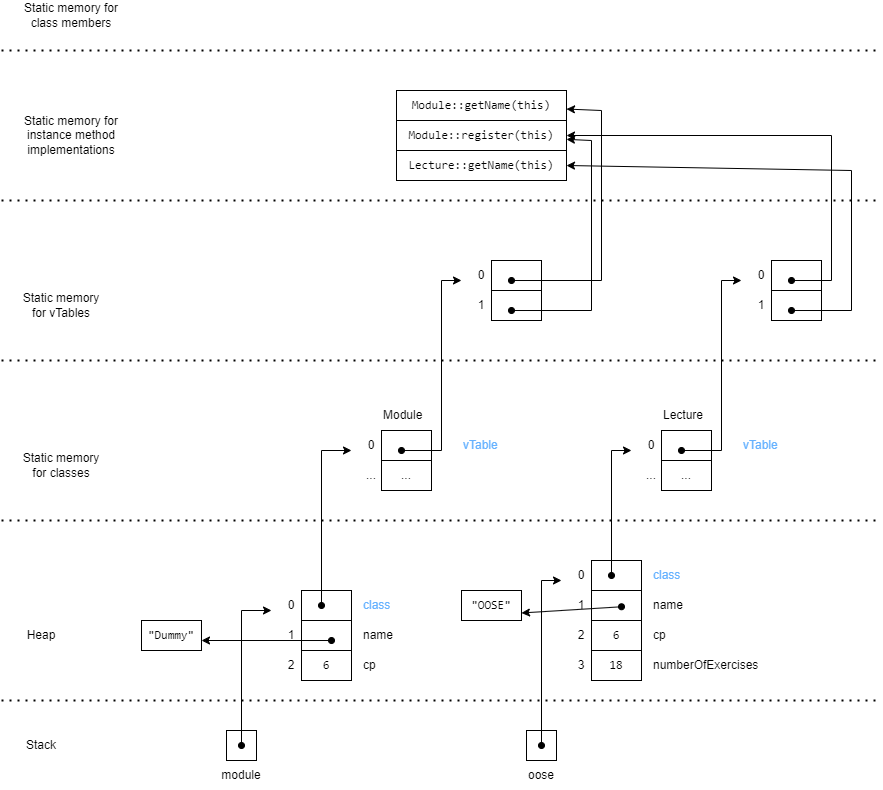 Static memory for
class members
Static memory for
instance method
implementations
Module::getName(this)
Module::register(this)
Lecture::getName(this)
Static memory
for vTables
0
1
0
1
Static memory
for classes
Module
0
vTable
...
...
Lecture
0
vTable
...
...
Heap
"Dummy"
0
class
1
name
2
6
cp
"OOSE"
0
class
1
name
2
6
cp
3
18
numberOfExercises
Stack
module
oose